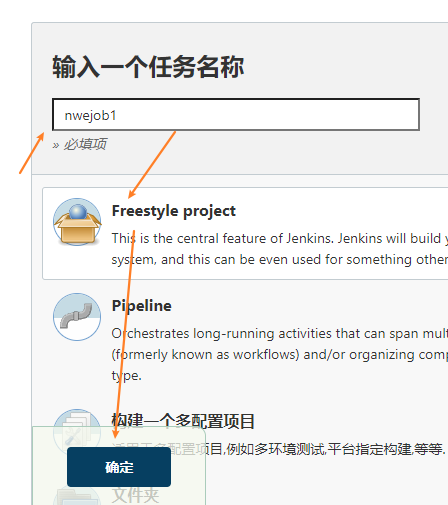 输入一个任务名称
nwejob1
» 必填项
Freestyle project
This is the central feature of Jenkins. Jenkins will build
system, and this can be even used for something other
Pipeline
Orchestrates long-running activities that can span
(formerly known as workflows) and/or organizing
type.
构建一个多配置项目
适用于多配置项目,例如多环境测试,平台指定构建,等等.
确定
文件夹